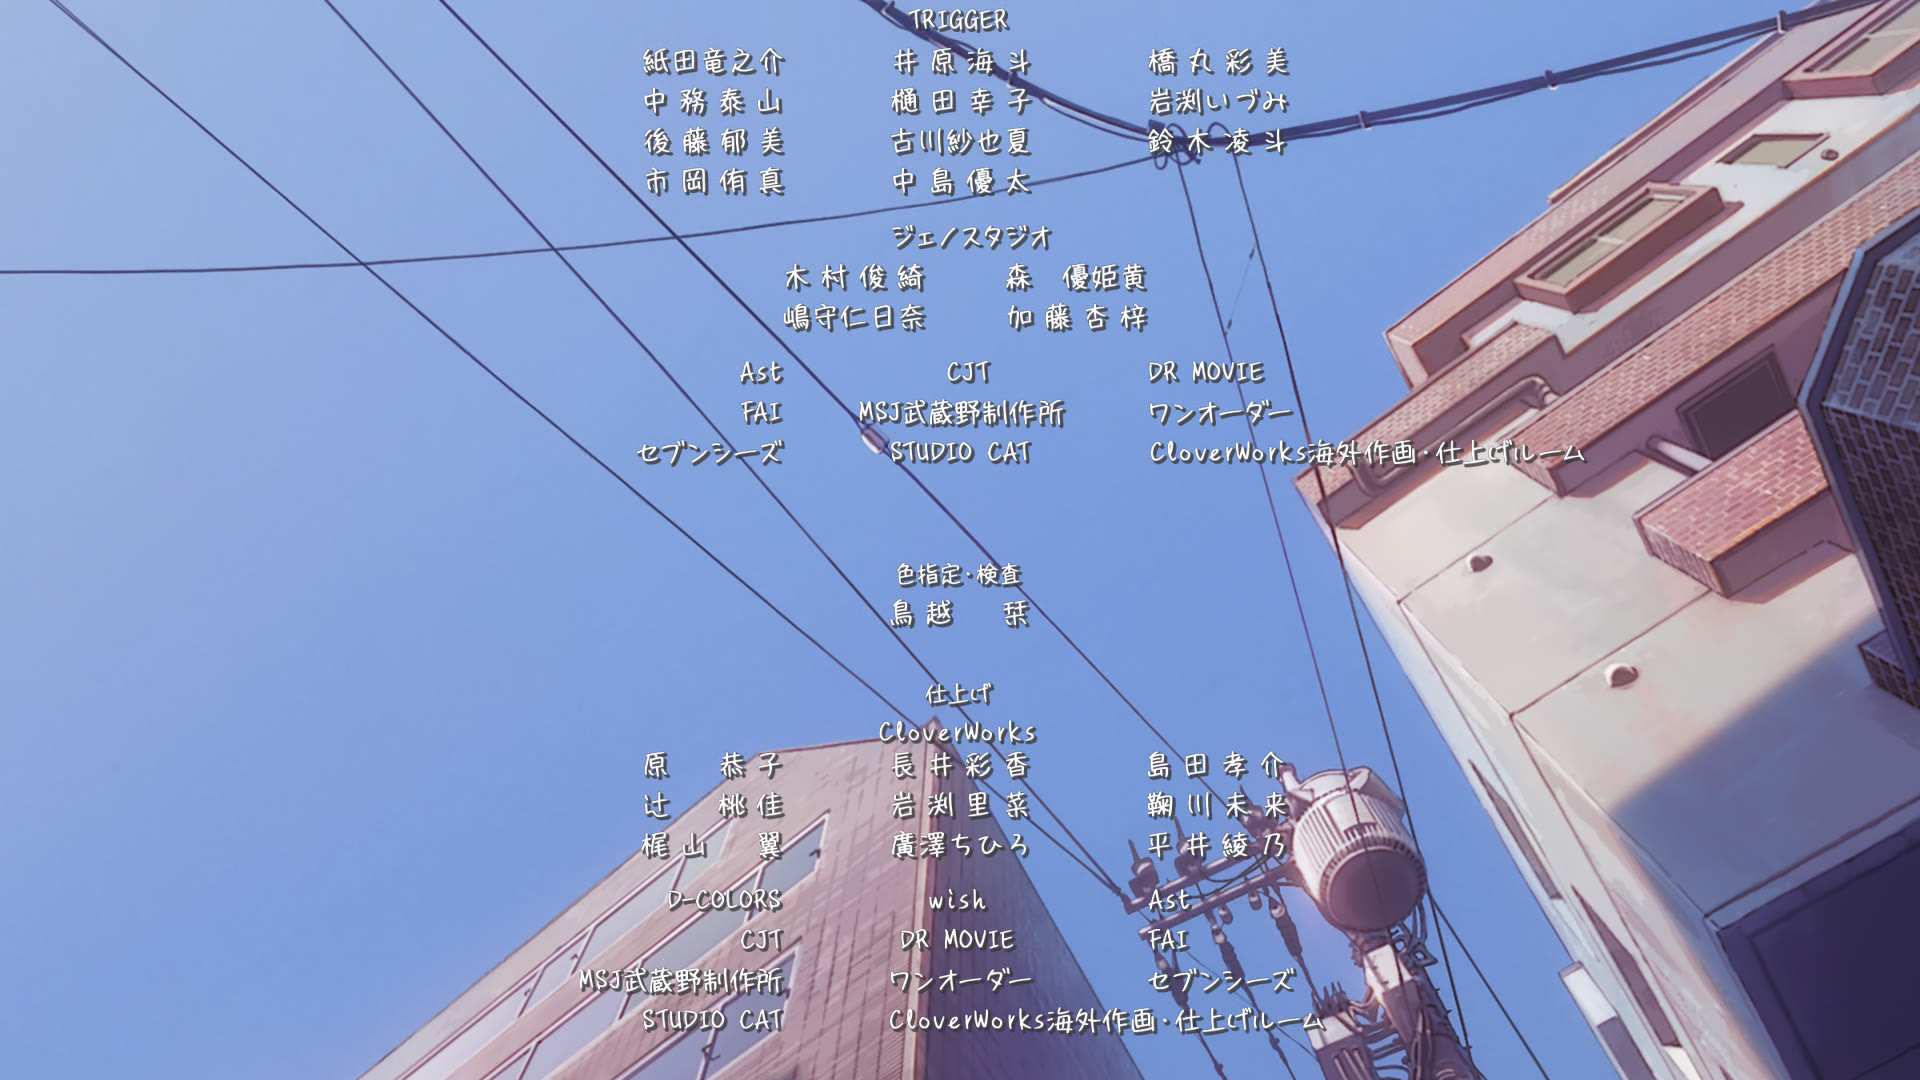 TRIGGER
紙田竜之介 井原海斗 橋丸彩美
中務泰山 樋田幸子 岩渕いづみ
後藤郁美 古川紗也夏 鈴木凌斗
市岡侑真 中島優太
ジェノスタジオ
木村俊綺 森 優姫黄
嶋守仁日奈 加藤杏梓
Ast CJT DR MOVIE
FAI MSJ武蔵野制作所 ワンオーダー
セブンシーズ STUDIO CAT CloverWorks海外作画・仕上げルーム
色指定・検査
鳥越 栞
仕上げ
CloverWorks
原 恭子 長井彩香 島田孝介
辻 桃佳 岩渕里菜 鞠川未来
梶山 翼 廣澤ちひろ 平井綾乃
D-COLORS wish Ast
CJT DR MOVIE FAI
MSJ武蔵野制作所 ワンオーダー セブンシーズ
STUDIO CAT CloverWorks海外作画・仕上げルーム